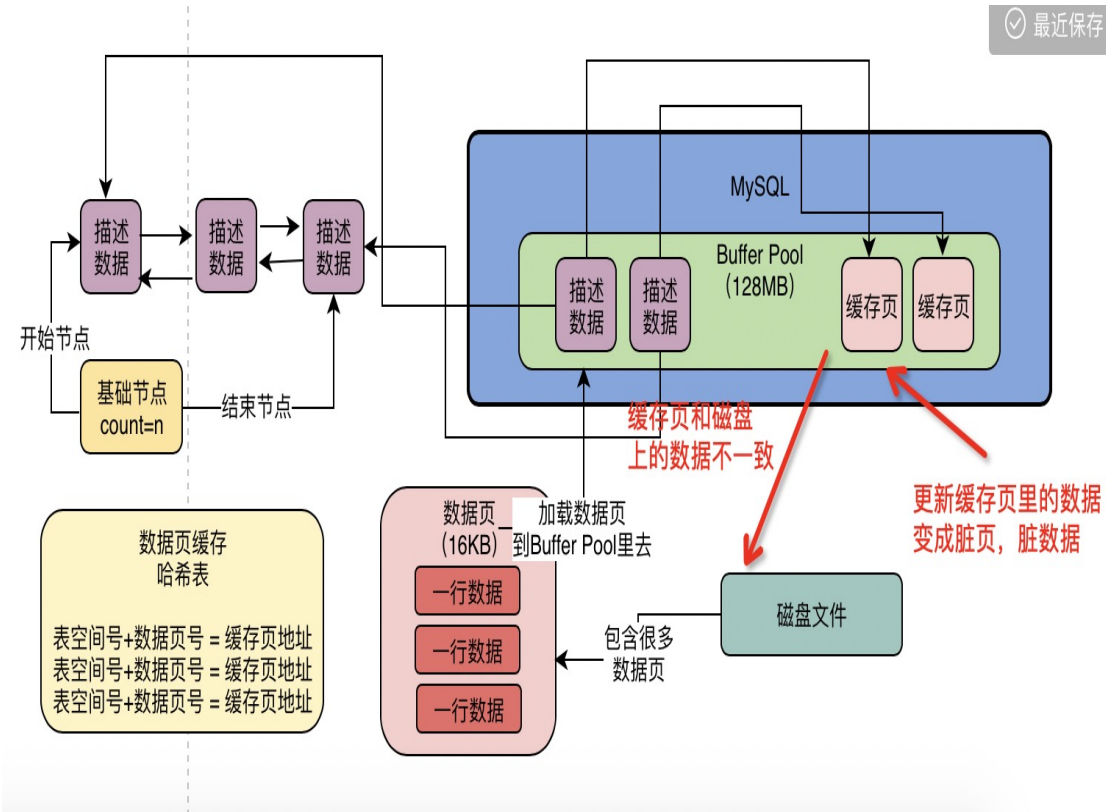 最近保存
MySQL
Buffer Pool
(128MB)
描述
数据
描述
数据
描述
数据
描述
数据
描述
数据
缓存页
缓存页
开始节点
基础节点
count=n
结束节点
缓存页和磁盘
上的数据不一致
更新缓存页里的数据
变成脏页，脏数据
数据页
(16KB)
加载数据页
到Buffer Pool里去
一行数据
一行数据
一行数据
数据页缓存
哈希表
表空间号+数据页号 = 缓存页地址
表空间号+数据页号 = 缓存页地址
表空间号+数据页号 = 缓存页地址
包含很多
数据页
磁盘文件